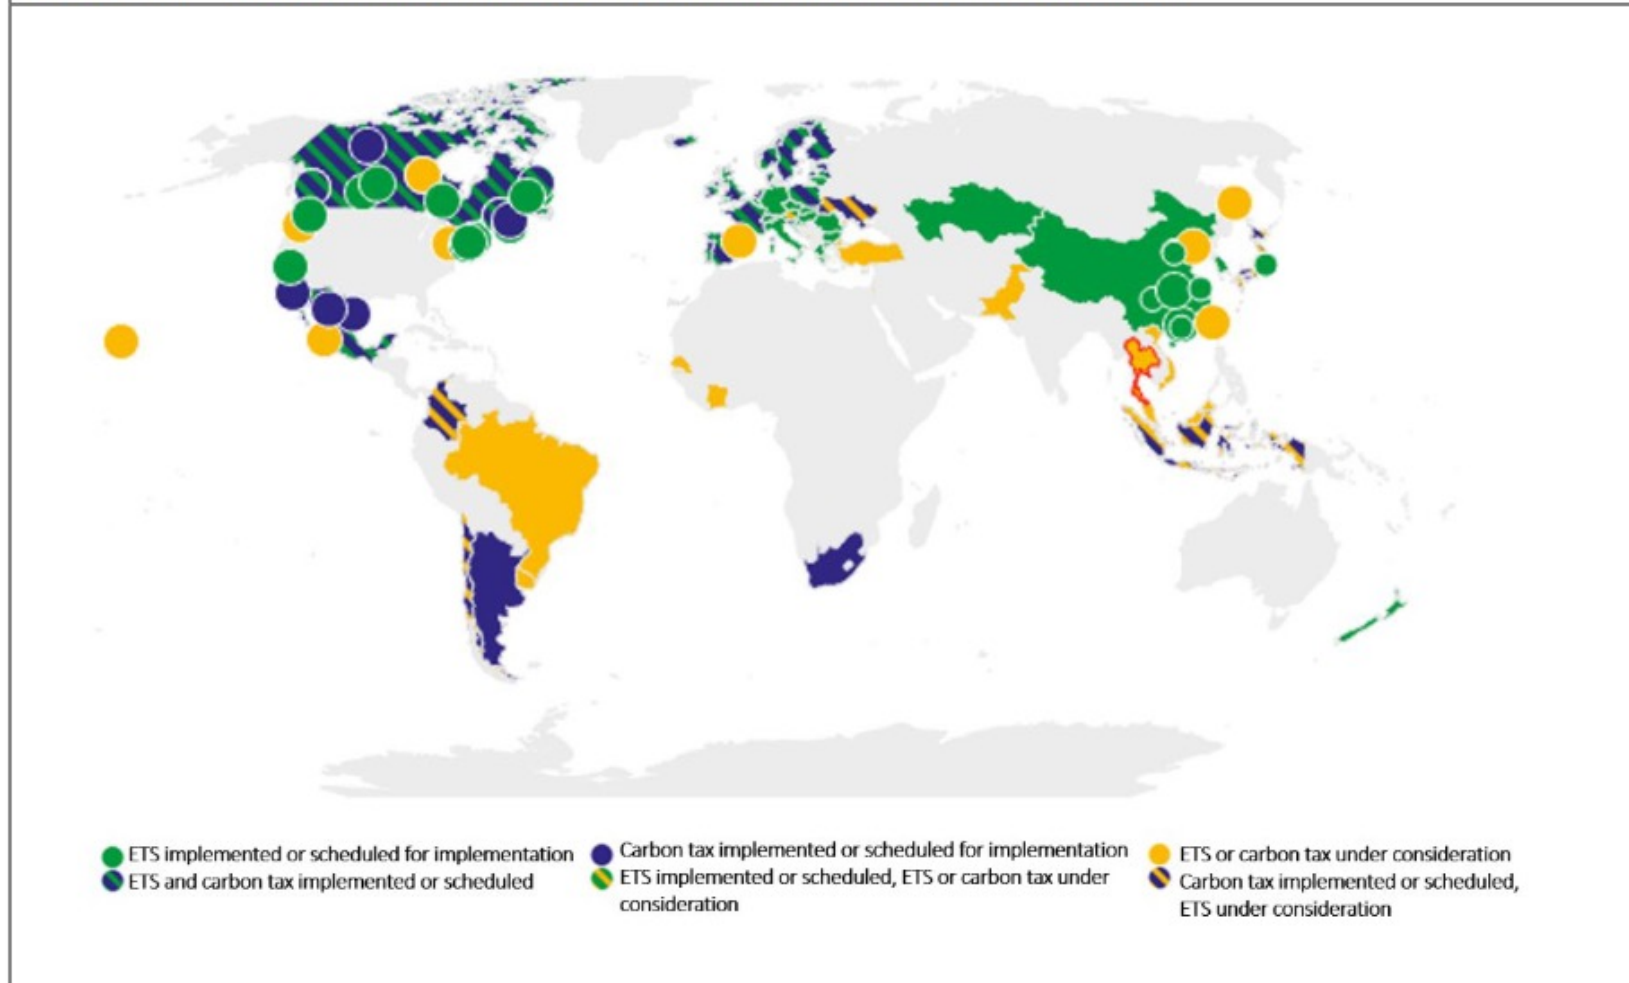 ETS implemented or scheduled for implementation
ETS and carbon tax implemented or scheduled
Carbon tax implemented or scheduled for implementation
ETS implemented or scheduled, ETS or carbon tax under
consideration
ETS or carbon tax under consideration
Carbon tax implemented or scheduled,
ETS under consideration